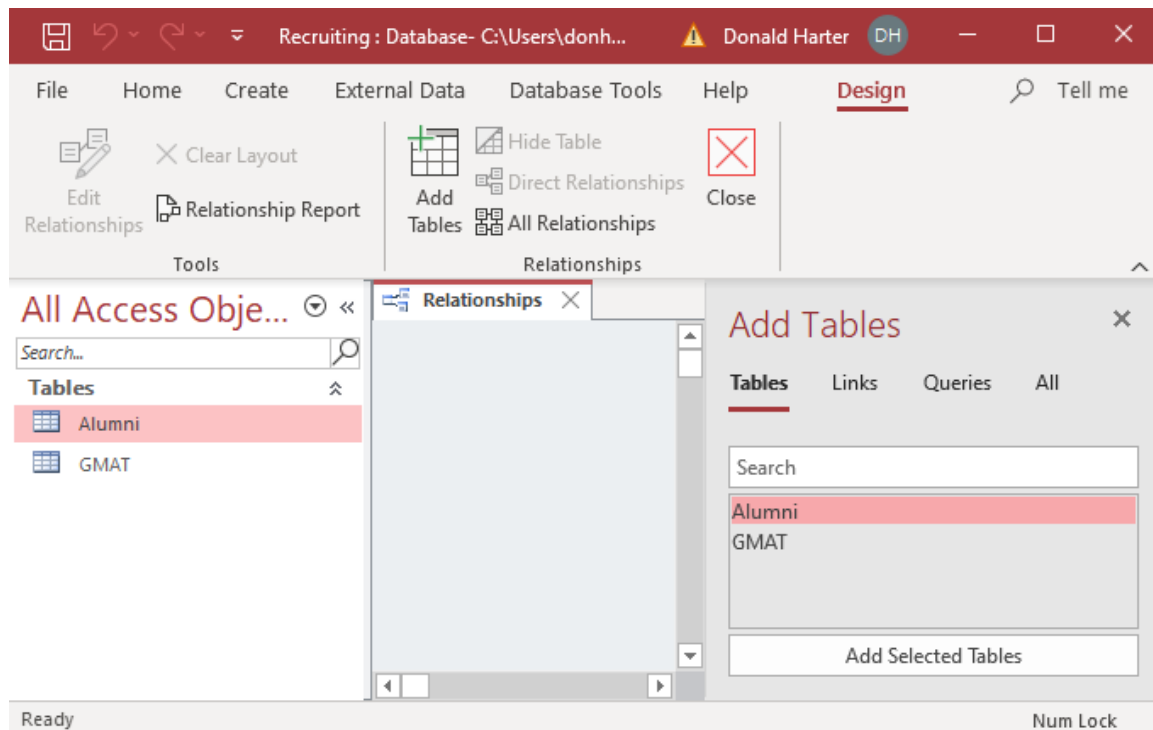 Recruiting : Database- C:\Users\donh... Donald Harter DH
File Home Create External Data Database Tools Help Design Tell me
Edit Relationships
Clear Layout
Relationship Report
Tools
Add Tables
Hide Table
Direct Relationships
All Relationships
Close
Relationships
All Access Obje...
Search...
Tables
Alumni
GMAT
Relationships
Add Tables
Tables Links Queries All
Search
Alumni
GMAT
Add Selected Tables
Ready Num Lock